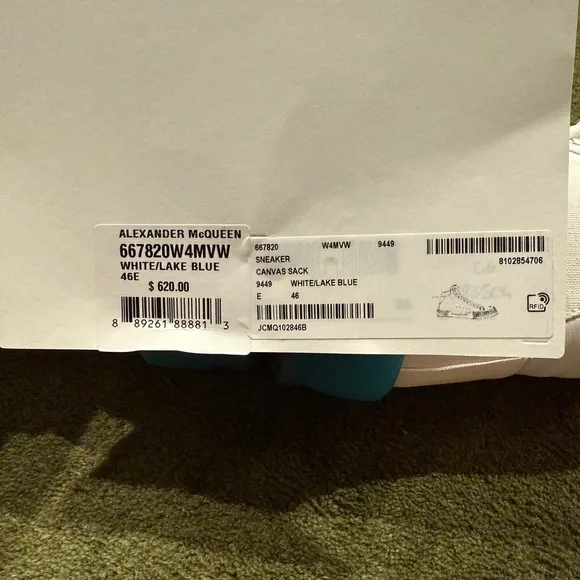 ALEXANDER McQUEEN
667820W4MVW
WHITE/LAKE BLUE
46E
$ 620.00
8 89261 88881 3
667820 W4MVW 9449
SNEAKER
CANVAS SACK
9449 WHITE/LAKE BLUE
E 46
JCMQ102846B
8102854706
RFID